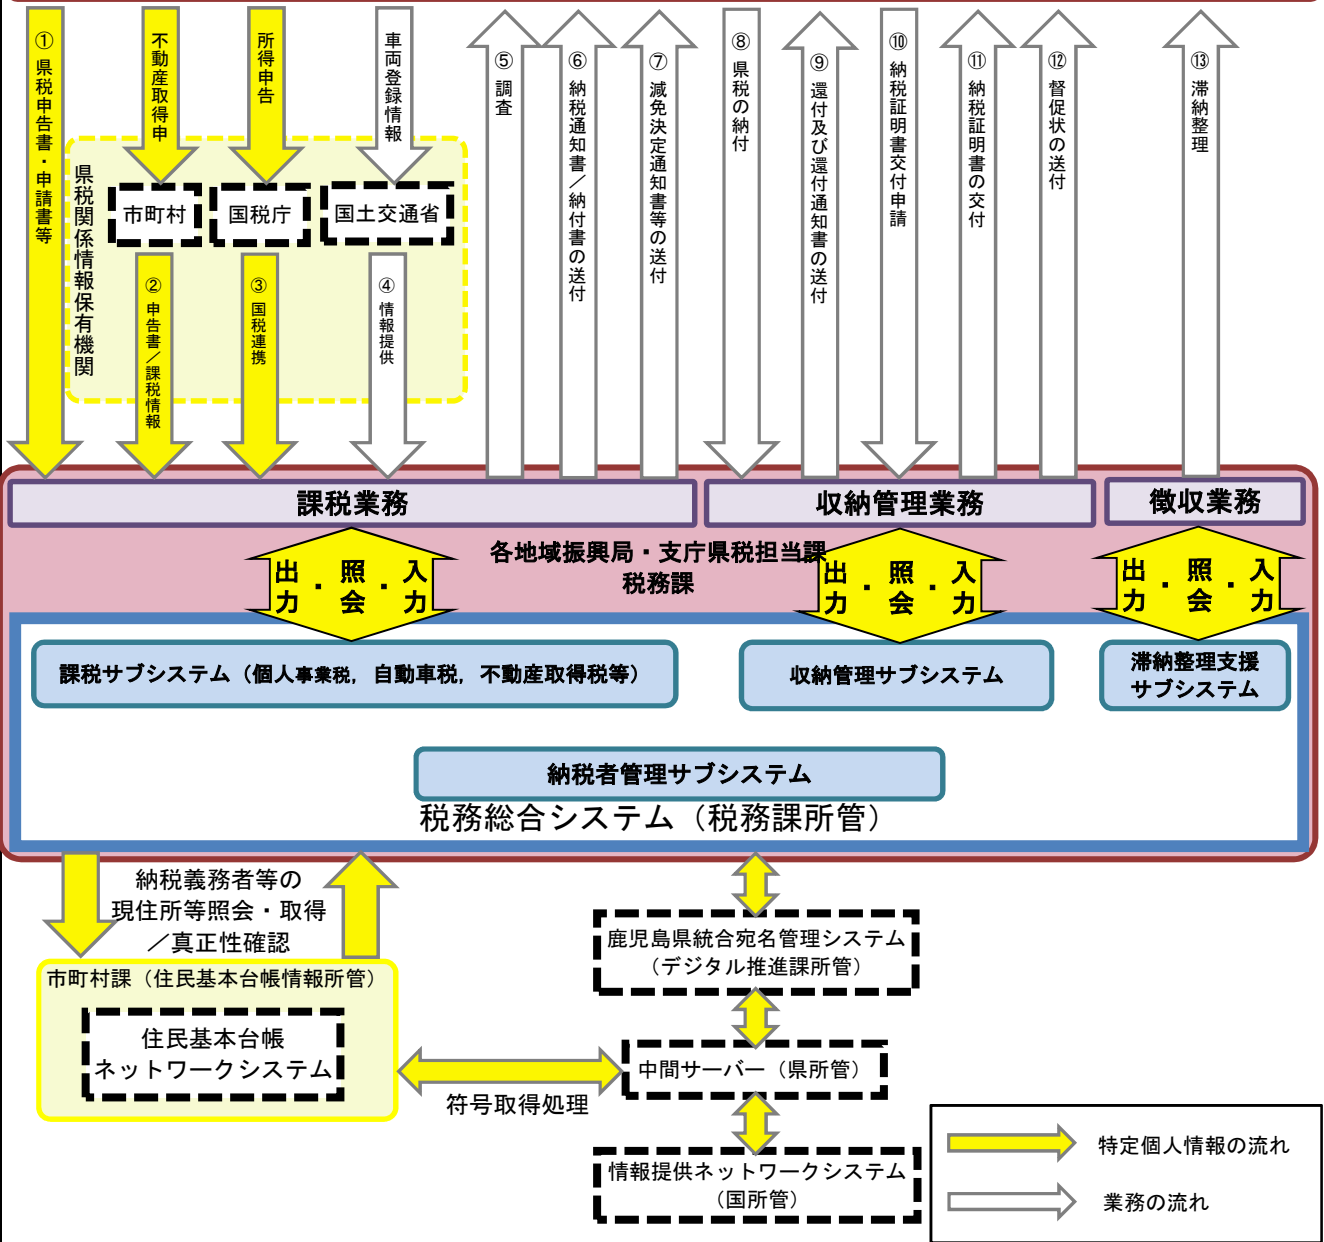 ① 県税申告書・申請書等
不動産取得申
所得申告
車両登録情報
⑤ 調査
⑥ 納税通知書／納付書の送付
⑦ 減免決定通知書等の送付
⑧ 県税の納付
⑨ 還付及び還付通知書の送付
⑩ 納税証明書交付申請
⑪ 納税証明書の交付
⑫ 督促状の送付
⑬ 滞納整理
県税関係情報保有機関
市町村
国税庁
国土交通省
② 申告書／課税情報
③ 国税連携
④ 情報提供
課税業務
収納管理業務
徴収業務
各地域振興局・支庁県税担当課
税務課
出力・照会・入力
出力・照会・入力
出力・照会・入力
課税サブシステム（個人事業税，自動車税，不動産取得税等）
収納管理サブシステム
滞納整理支援
サブシステム
納税者管理サブシステム
税務総合システム（税務課所管）
納税義務者等の
現住所等照会・取得
／真正性確認
市町村課（住民基本台帳情報所管）
住民基本台帳
ネットワークシステム
符号取得処理
鹿児島県統合宛名管理システム
（デジタル推進課所管）
中間サーバー（県所管）
情報提供ネットワークシステム
（国所管）
特定個人情報の流れ
業務の流れ